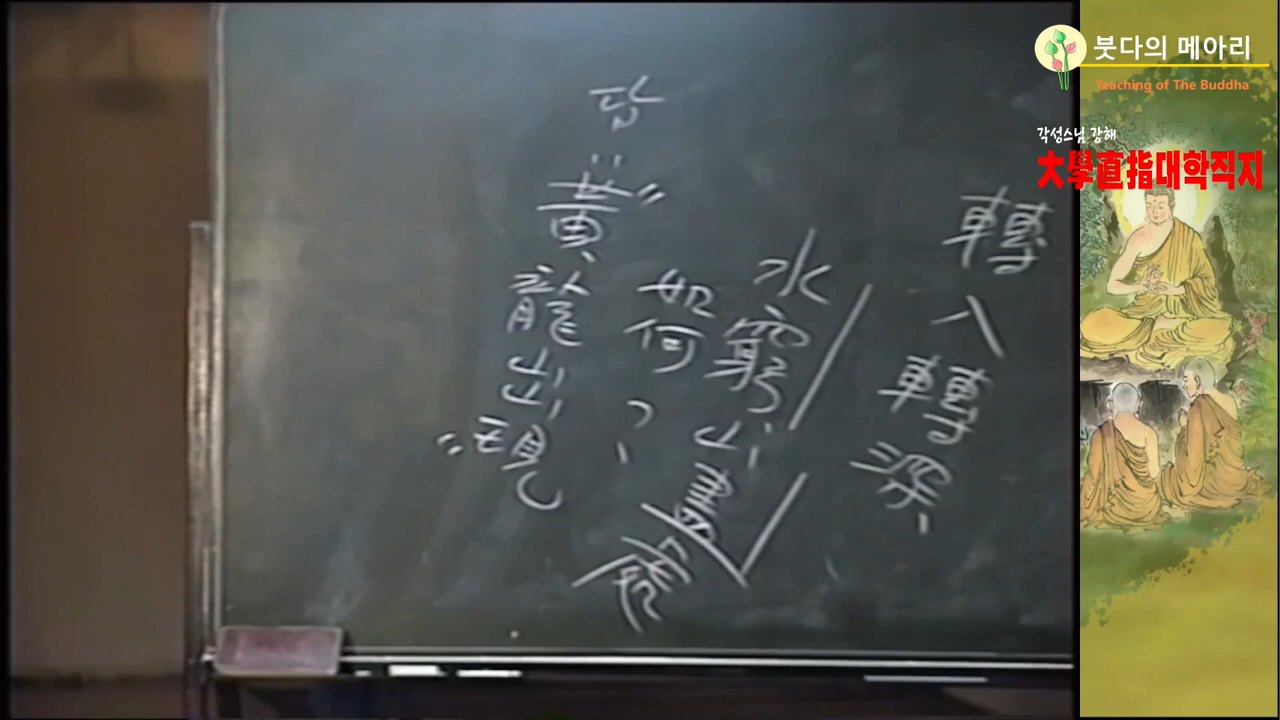 붓다의 메아리
Teaching of The Buddha
각성스님 강해
大學直指대학직지
轉入轉深、
水窮山盡處
如何?
답: "黃龍出現"